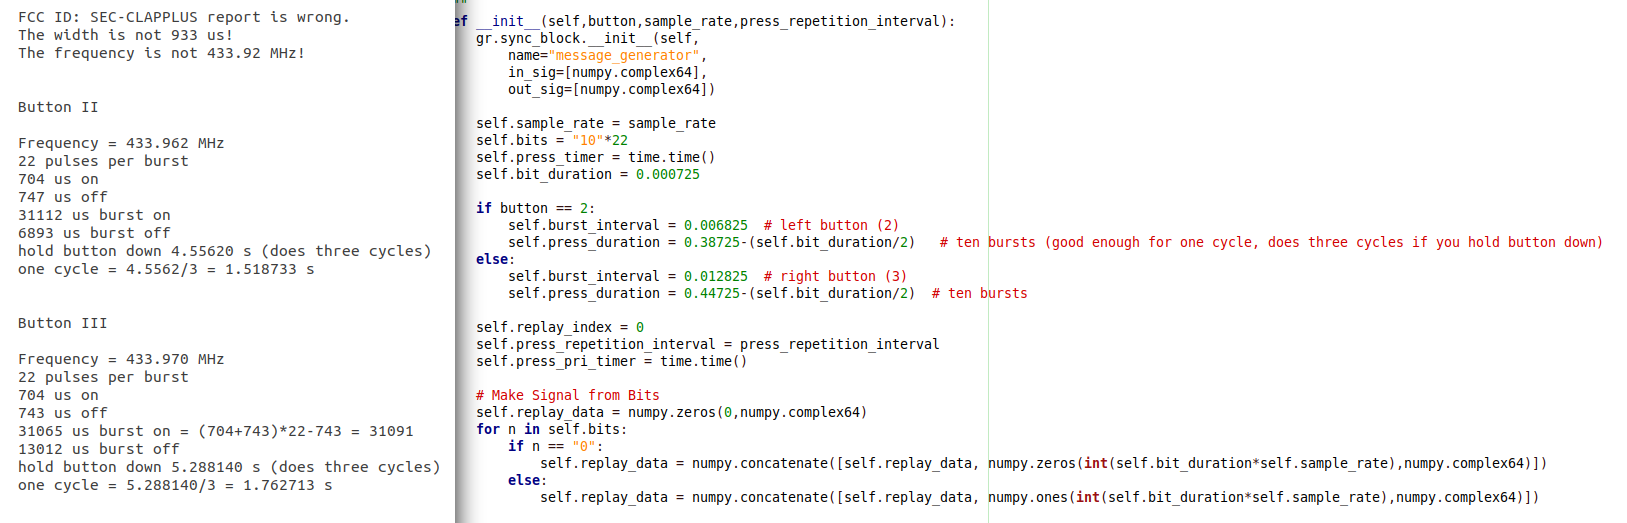 FCC ID: SEC-CLAPPLUS report is wrong.
The width is not 933 us!
The frequency is not 433.92 MHz!
Button II
Frequency = 433.962 MHz
22 pulses per burst
704 us on
747 us off
31112 us burst on
6893 us burst off
hold button down 4.55620 s (does three cycles)
one cycle = 4.5562/3 = 1.518733 s
Button III
Frequency = 433.970 MHz
22 pulses per burst
704 us on
743 us off
31065 us burst on = (704+743)*22-743 = 31091
13012 us burst off
hold button down 5.288140 s (does three cycles)
one cycle = 5.288140/3 = 1.762713 s
ef __init__(self,button,sample_rate,press_repetition_interval):
gr.sync_block.__init__(self,
name="message_generator",
in_sig=[numpy.complex64],
out_sig=[numpy.complex64])
self.sample_rate = sample_rate
self.bits = "10"*22
self.press_timer = time.time()
self.bit_duration = 0.000725
if button == 2:
self.burst_interval = 0.006825  # left button (2)
self.press_duration = 0.38725-(self.bit_duration/2)   # ten bursts (good enough for one cycle, does three cycles if you hold button down)
else:
self.burst_interval = 0.012825  # right button (3)
self.press_duration = 0.44725-(self.bit_duration/2)  # ten bursts
self.replay_index = 0
self.press_repetition_interval = press_repetition_interval
self.press_pri_timer = time.time()
# Make Signal from Bits
self.replay_data = numpy.zeros(0,numpy.complex64)
for n in self.bits:
if n == "0":
self.replay_data = numpy.concatenate([self.replay_data, numpy.zeros(int(self.bit_duration*self.sample_rate),numpy.complex64)])
else:
self.replay_data = numpy.concatenate([self.replay_data, numpy.ones(int(self.bit_duration*self.sample_rate),numpy.complex64)])